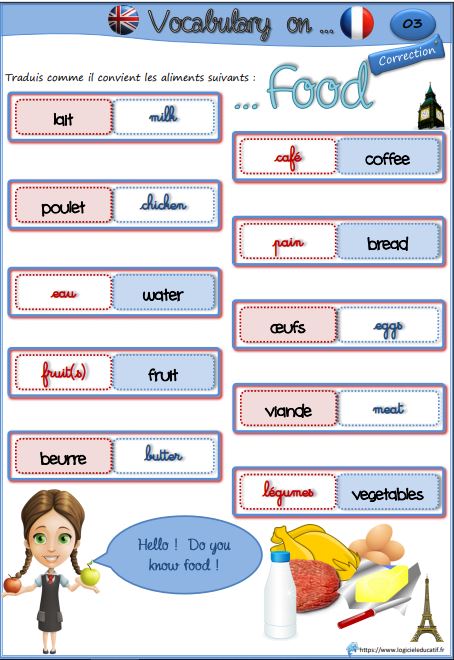 Vocabulary on ...
03
Correction
Traduis comme il convient les aliments suivants :
... Food
lait milk
café coffee
poulet chicken
pain bread
eau water
œufs eggs
fruit(s) fruit
viande meat
beurre butter
légumes vegetables
Hello ! Do you
know food !
https://www.logicieleducatif.fr